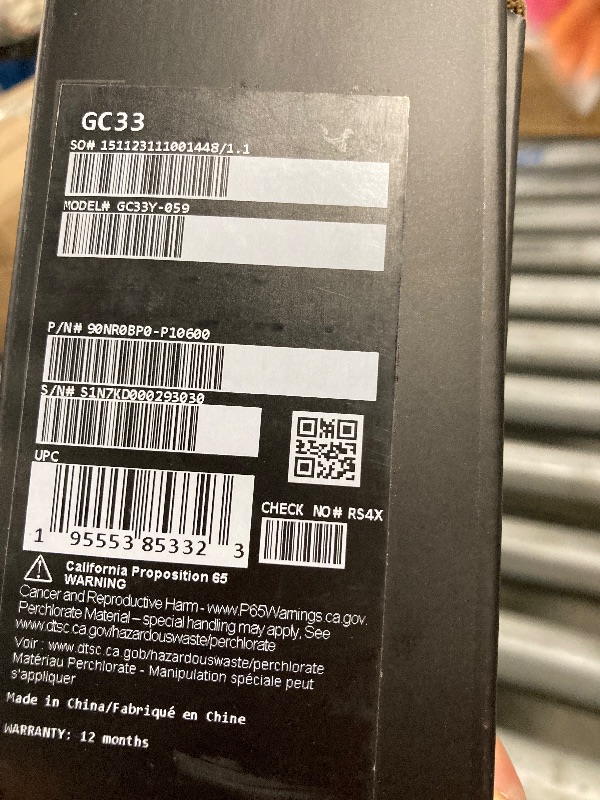 GC33
SO# 151123111001448/1.1
MODEL# GC33Y-059
P/N# 90NR0BP0-P10600
S/N# S1N7KD000293030
UPC
CHECK NO# RS4X
1 95553 85332 3
California Proposition 65
WARNING
Cancer and Reproductive Harm - www.P65Warnings.ca.gov.
Perchlorate Material – special handling may apply, See
www.dtsc.ca.gov/hazardouswaste/perchlorate
Voir : www.dtsc.ca.gob/hazardouswaste/perchlorate
Matériau Perchlorate - Manipulation spéciale peut
s'appliquer
Made in China/Fabriqué en Chine
WARRANTY: 12 months